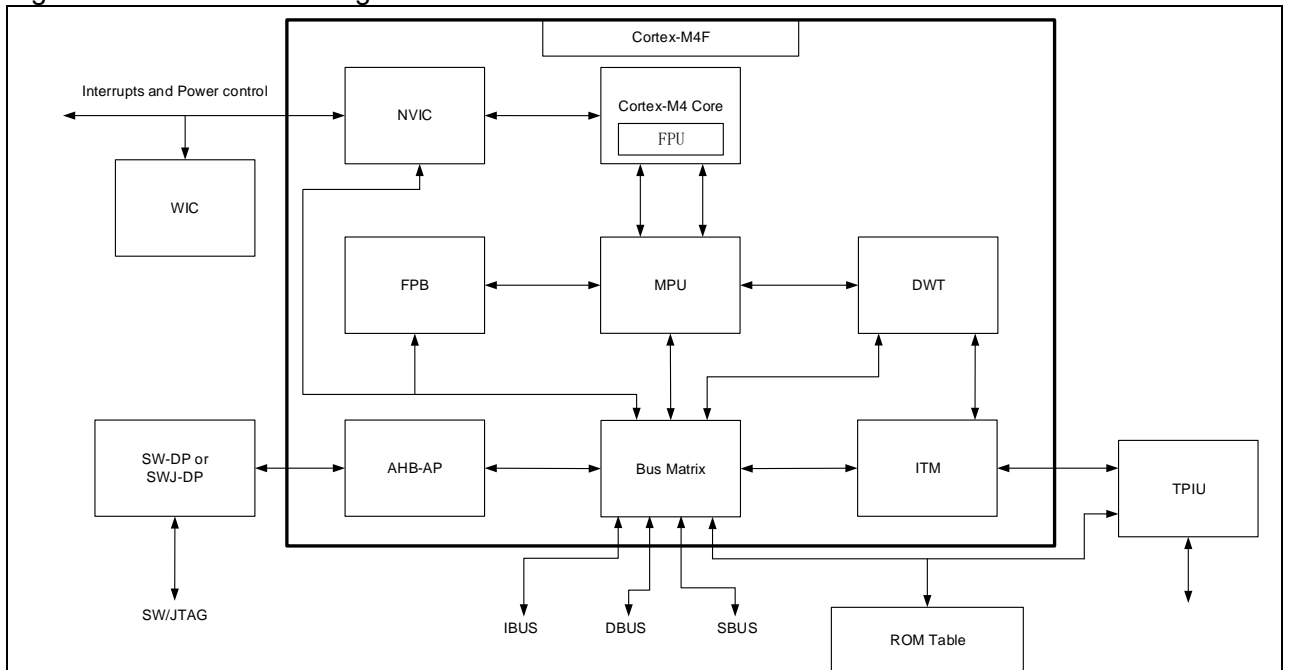 Cortex-M4F
Interrupts and Power control
NVIC
Cortex-M4 Core
FPU
WIC
FPB
MPU
DWT
SW-DP or
SWJ-DP
AHB-AP
Bus Matrix
ITM
TPIU
SW/JTAG
IBUS
DBUS
SBUS
ROM Table